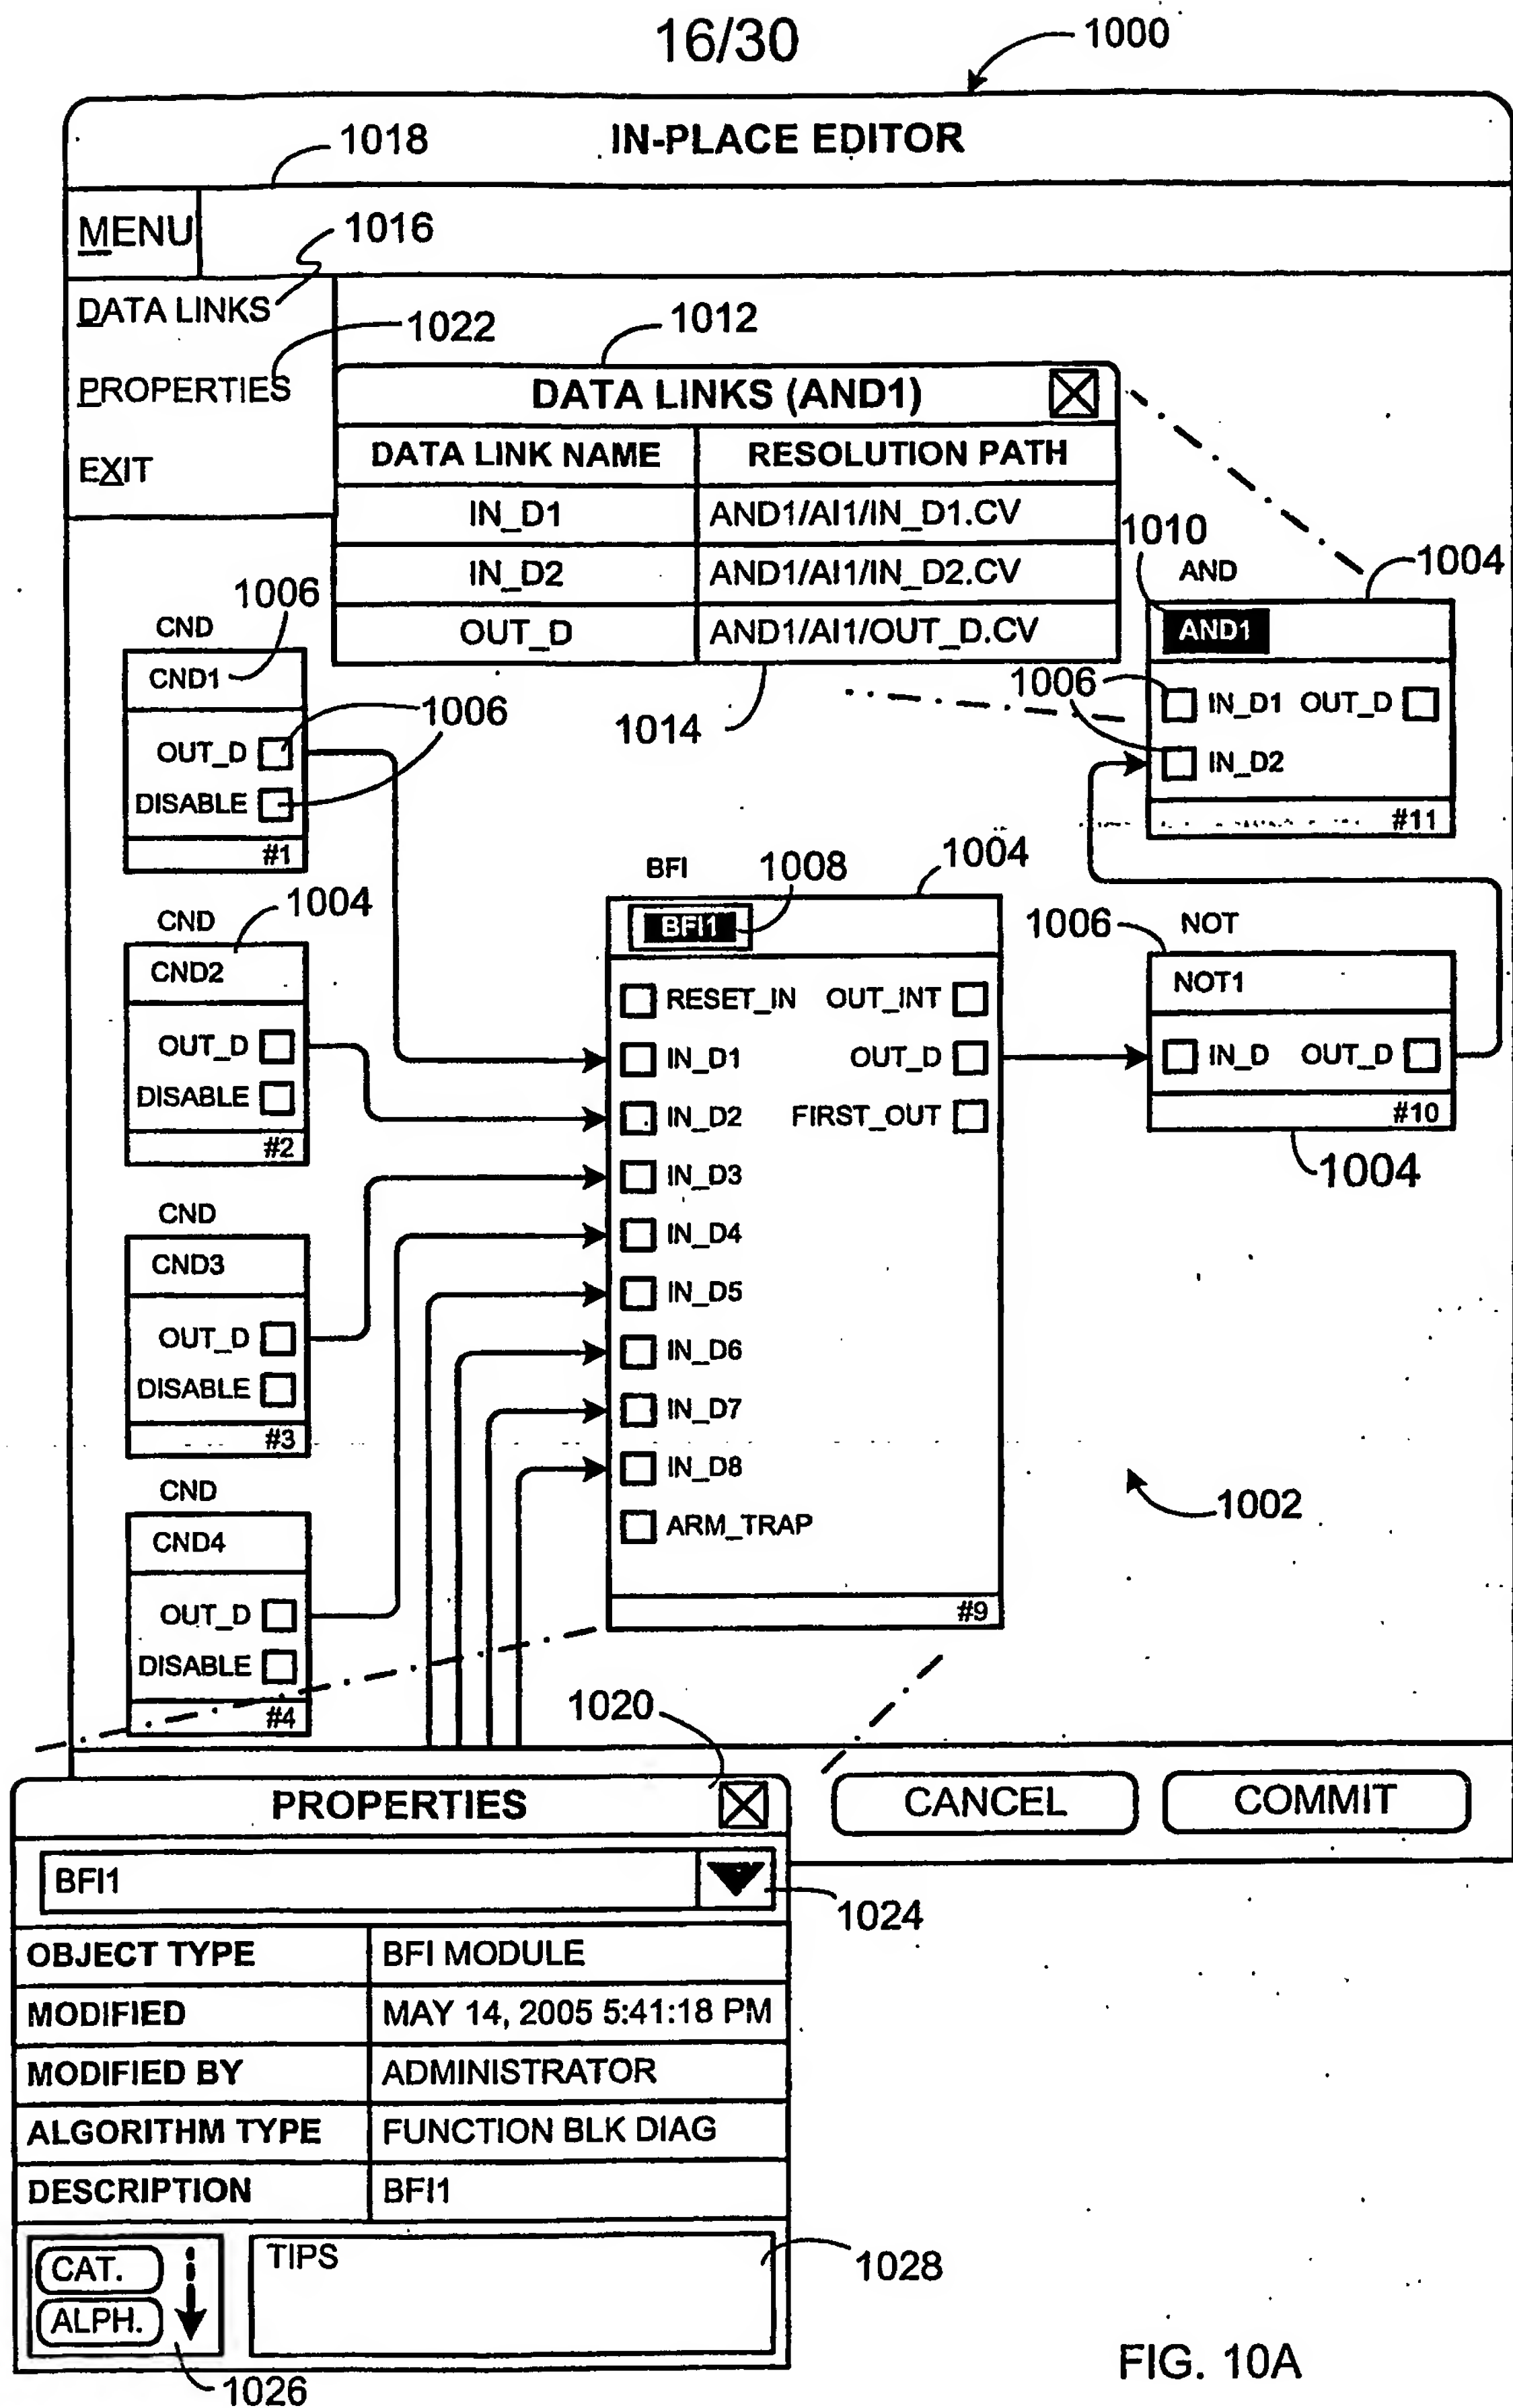 16/30
1000
IN-PLACE EDITOR
1018
MENU
1016
DATA LINKS
1022
PROPERTIES
EXIT
1012
DATA LINKS (AND1)
DATA LINK NAME RESOLUTION PATH
IN_D1 AND1/AI1/IN_D1.CV
IN_D2 AND1/AI1/IN_D2.CV
OUT_D AND1/AI1/OUT_D.CV
1014
1010
AND
1004
AND1
1006
IN_D1 OUT_D
IN_D2
#11
1006
CND
CND1
1006
OUT_D
DISABLE
#1
CND
1004
CND2
OUT_D
DISABLE
#2
CND
CND3
OUT_D
DISABLE
#3
CND
CND4
OUT_D
DISABLE
#4
BFI
1008
1004
BFI1
RESET_IN OUT_INT
IN_D1 OUT_D
IN_D2 FIRST_OUT
IN_D3
IN_D4
IN_D5
IN_D6
IN_D7
IN_D8
ARM_TRAP
#9
1006
NOT
NOT1
IN_D OUT_D
#10
1004
1002
1020
PROPERTIES
CANCEL
COMMIT
BFI1
1024
OBJECT TYPE BFI MODULE
MODIFIED MAY 14, 2005 5:41:18 PM
MODIFIED BY ADMINISTRATOR
ALGORITHM TYPE FUNCTION BLK DIAG
DESCRIPTION BFI1
CAT.
ALPH.
TIPS
1028
1026
FIG. 10A